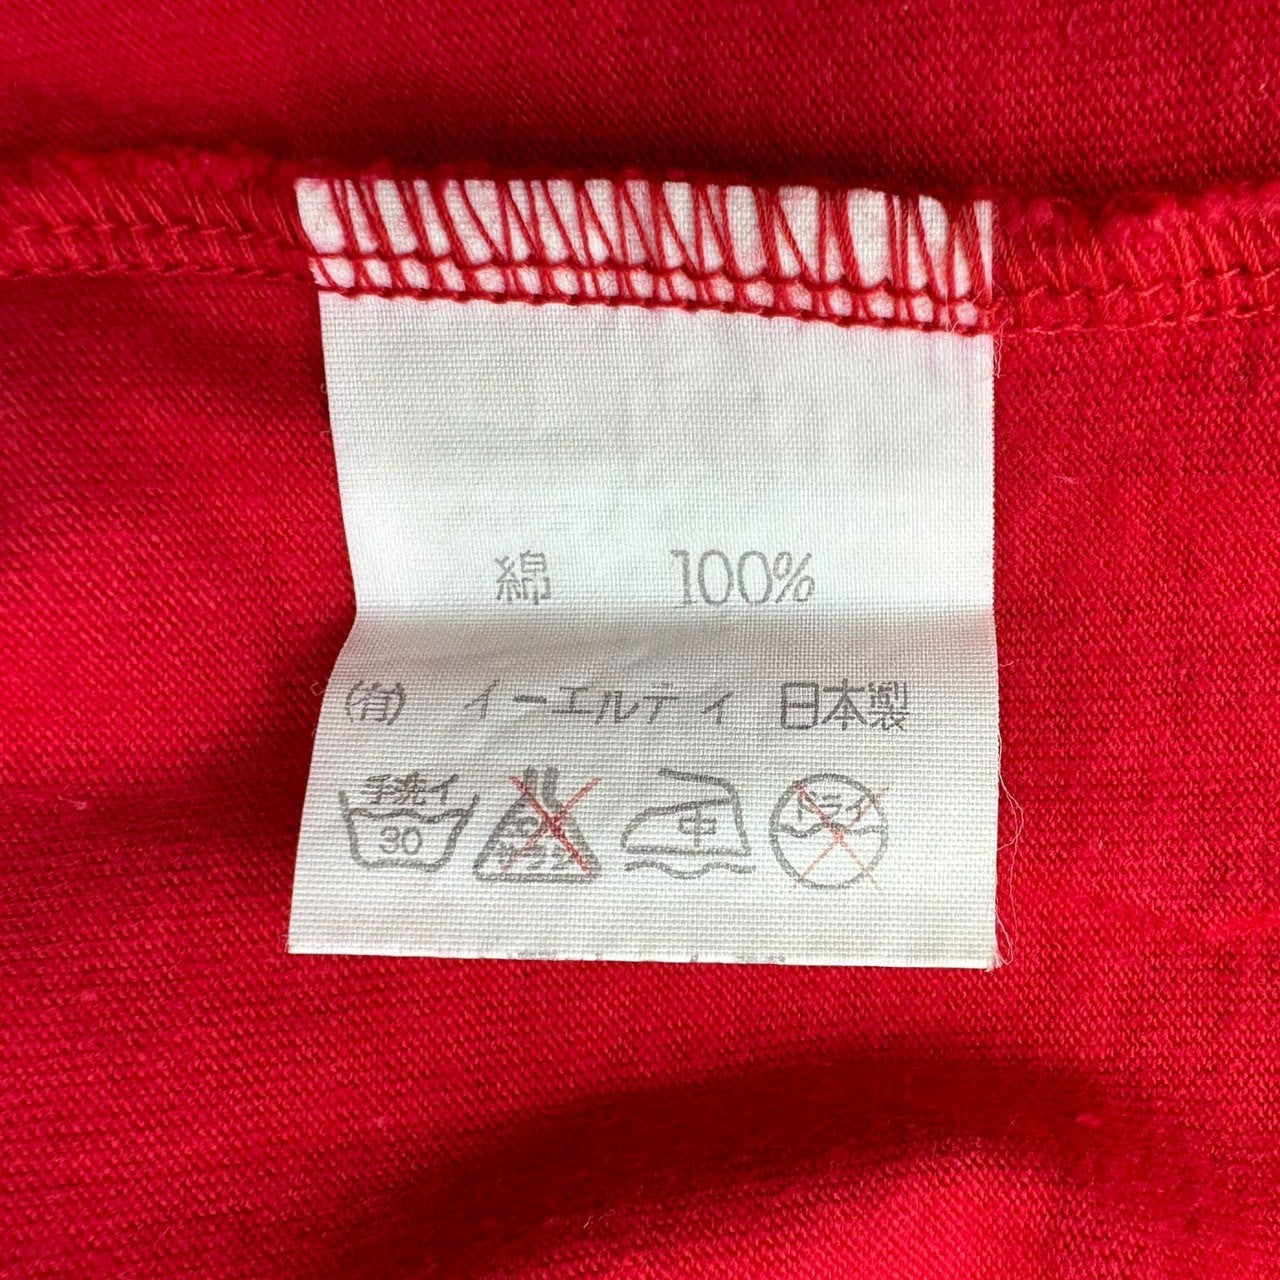 綿 100%
(有) イーエルティ 日本製
手洗イ 中 ドライ
30